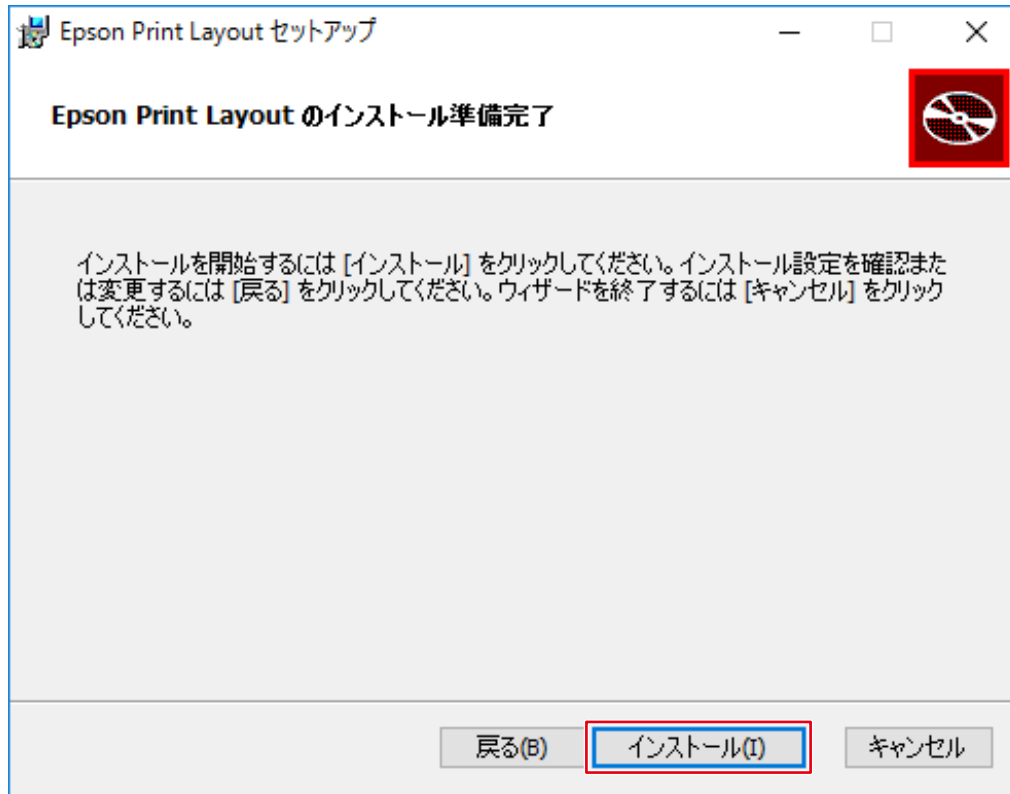 Epson Print Layout セットアップ
Epson Print Layout のインストール準備完了
インストールを開始するには [インストール] をクリックしてください。インストール設定を確認また
は変更するには [戻る] をクリックしてください。ウィザードを終了するには [キャンセル] をクリック
してください。
戻る(B) インストール(I) キャンセル